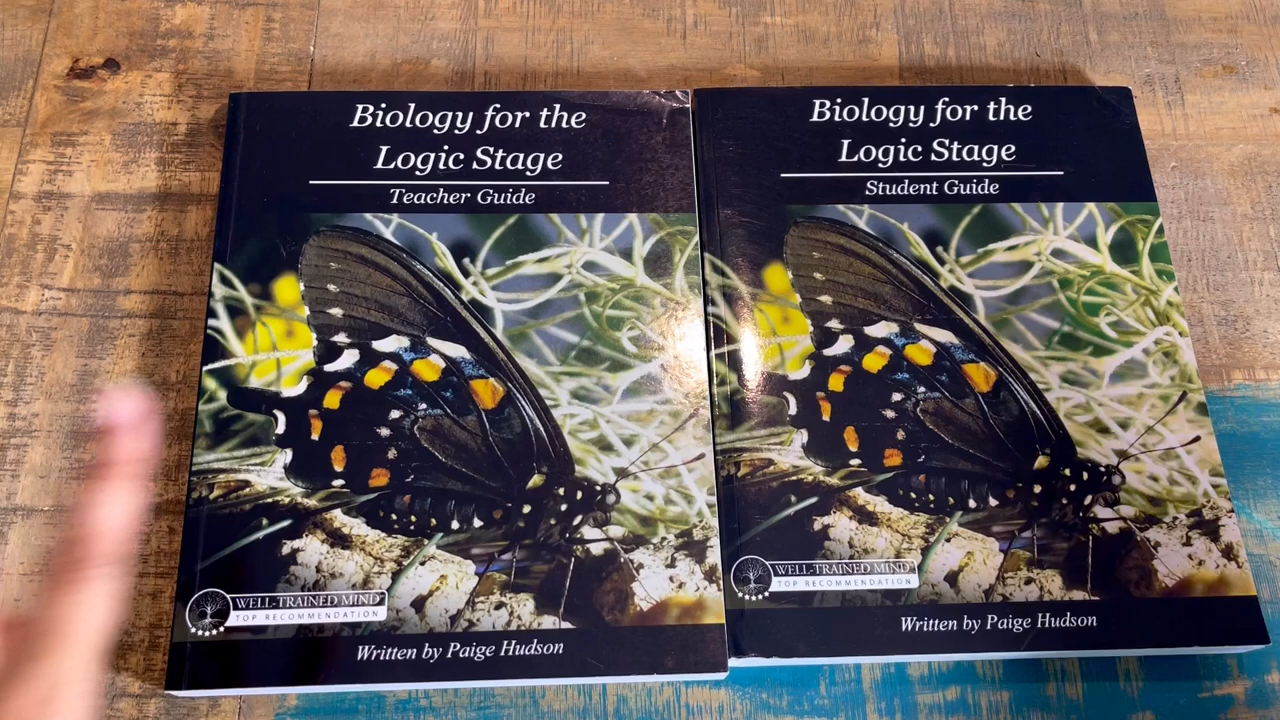 Biology for the
Logic Stage
Teacher Guide
WELL-TRAINED MIND
TOP RECOMMENDATION
Written by Paige Hudson
Biology for the
Logic Stage
Student Guide
WELL-TRAINED MIND
TOP RECOMMENDATION
Written by Paige Hudson